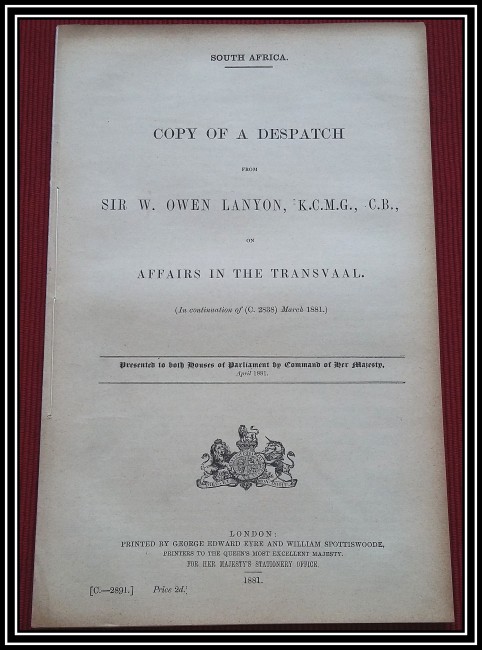 SOUTH AFRICA.
COPY OF A DESPATCH
FROM
SIR W. OWEN LANYON, K.C.M.G., C.B.,
ON
AFFAIRS IN THE TRANSVAAL.
(In continuation of (C. 2838) March 1881.)
Presented to both Houses of Parliament by Command of Her Majesty,
April 1881.
LONDON:
PRINTED BY GEORGE EDWARD EYRE AND WILLIAM SPOTTISWOODE,
PRINTERS TO THE QUEEN'S MOST EXCELLENT MAJESTY.
FOR HER MAJESTY'S STATIONERY OFFICE.
1881.
[C.—2891.] Price 2d.